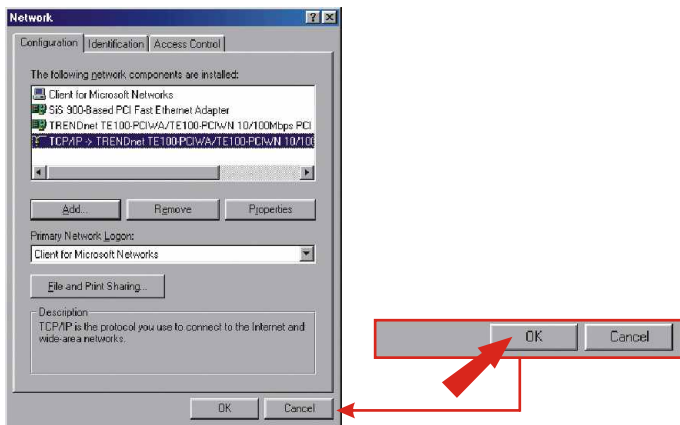 Network
Configuration Identification Access Control
The following network components are installed:
Client for Microsoft Networks
SiS 900-Based PCI Fast Ethernet Adapter
TRENDnet TE100-PCIWA/TE100-PCIWN 10/100Mbps PCI
TCP/IP -> TRENDnet TE100-PCIWA/TE100-PCIWN 10/100
Add... Remove Properties
Primary Network Logon:
Client for Microsoft Networks
File and Print Sharing...
Description
TCP/IP is the protocol you use to connect to the Internet and
wide-area networks.
OK Cancel
OK Cancel